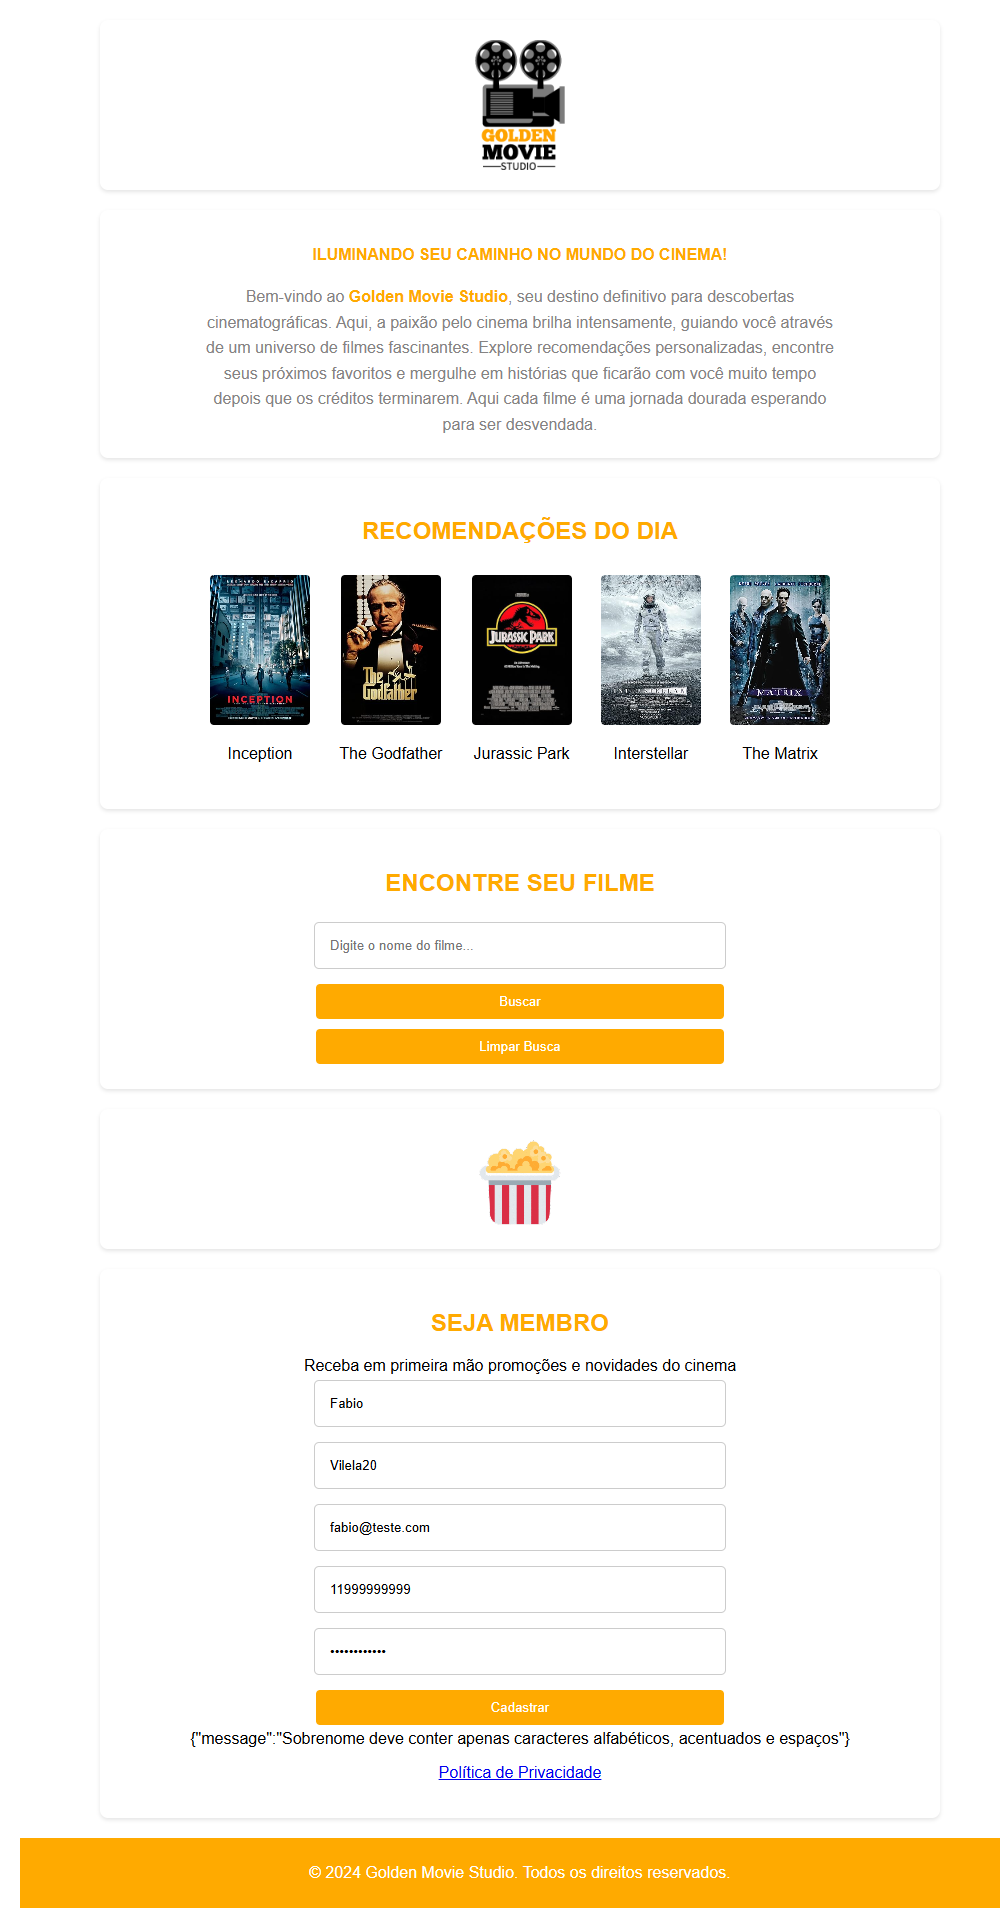 GOLDEN
MOVIE
STUDIO
ILUMINANDO SEU CAMINHO NO MUNDO DO CINEMA!
Bem-vindo ao Golden Movie Studio, seu destino definitivo para descobertas
cinematográficas. Aqui, a paixão pelo cinema brilha intensamente, guiando você através
de um universo de filmes fascinantes. Explore recomendações personalizadas, encontre
seus próximos favoritos e mergulhe em histórias que ficarão com você muito tempo
depois que os créditos terminarem. Aqui cada filme é uma jornada dourada esperando
para ser desvendada.
RECOMENDAÇÕES DO DIA
INCEPTION
The
Godfather
JURASSIC PARK
INTERSTELLAR
MATRIX
Inception
The Godfather
Jurassic Park
Interstellar
The Matrix
ENCONTRE SEU FILME
Digite o nome do filme...
Buscar
Limpar Busca
SEJA MEMBRO
Receba em primeira mão promoções e novidades do cinema
Fabio
Vilela20
fabio@teste.com
11999999999
••••••••••••
Cadastrar
{"message":"Sobrenome deve conter apenas caracteres alfabéticos, acentuados e espaços"}
Política de Privacidade
© 2024 Golden Movie Studio. Todos os direitos reservados.